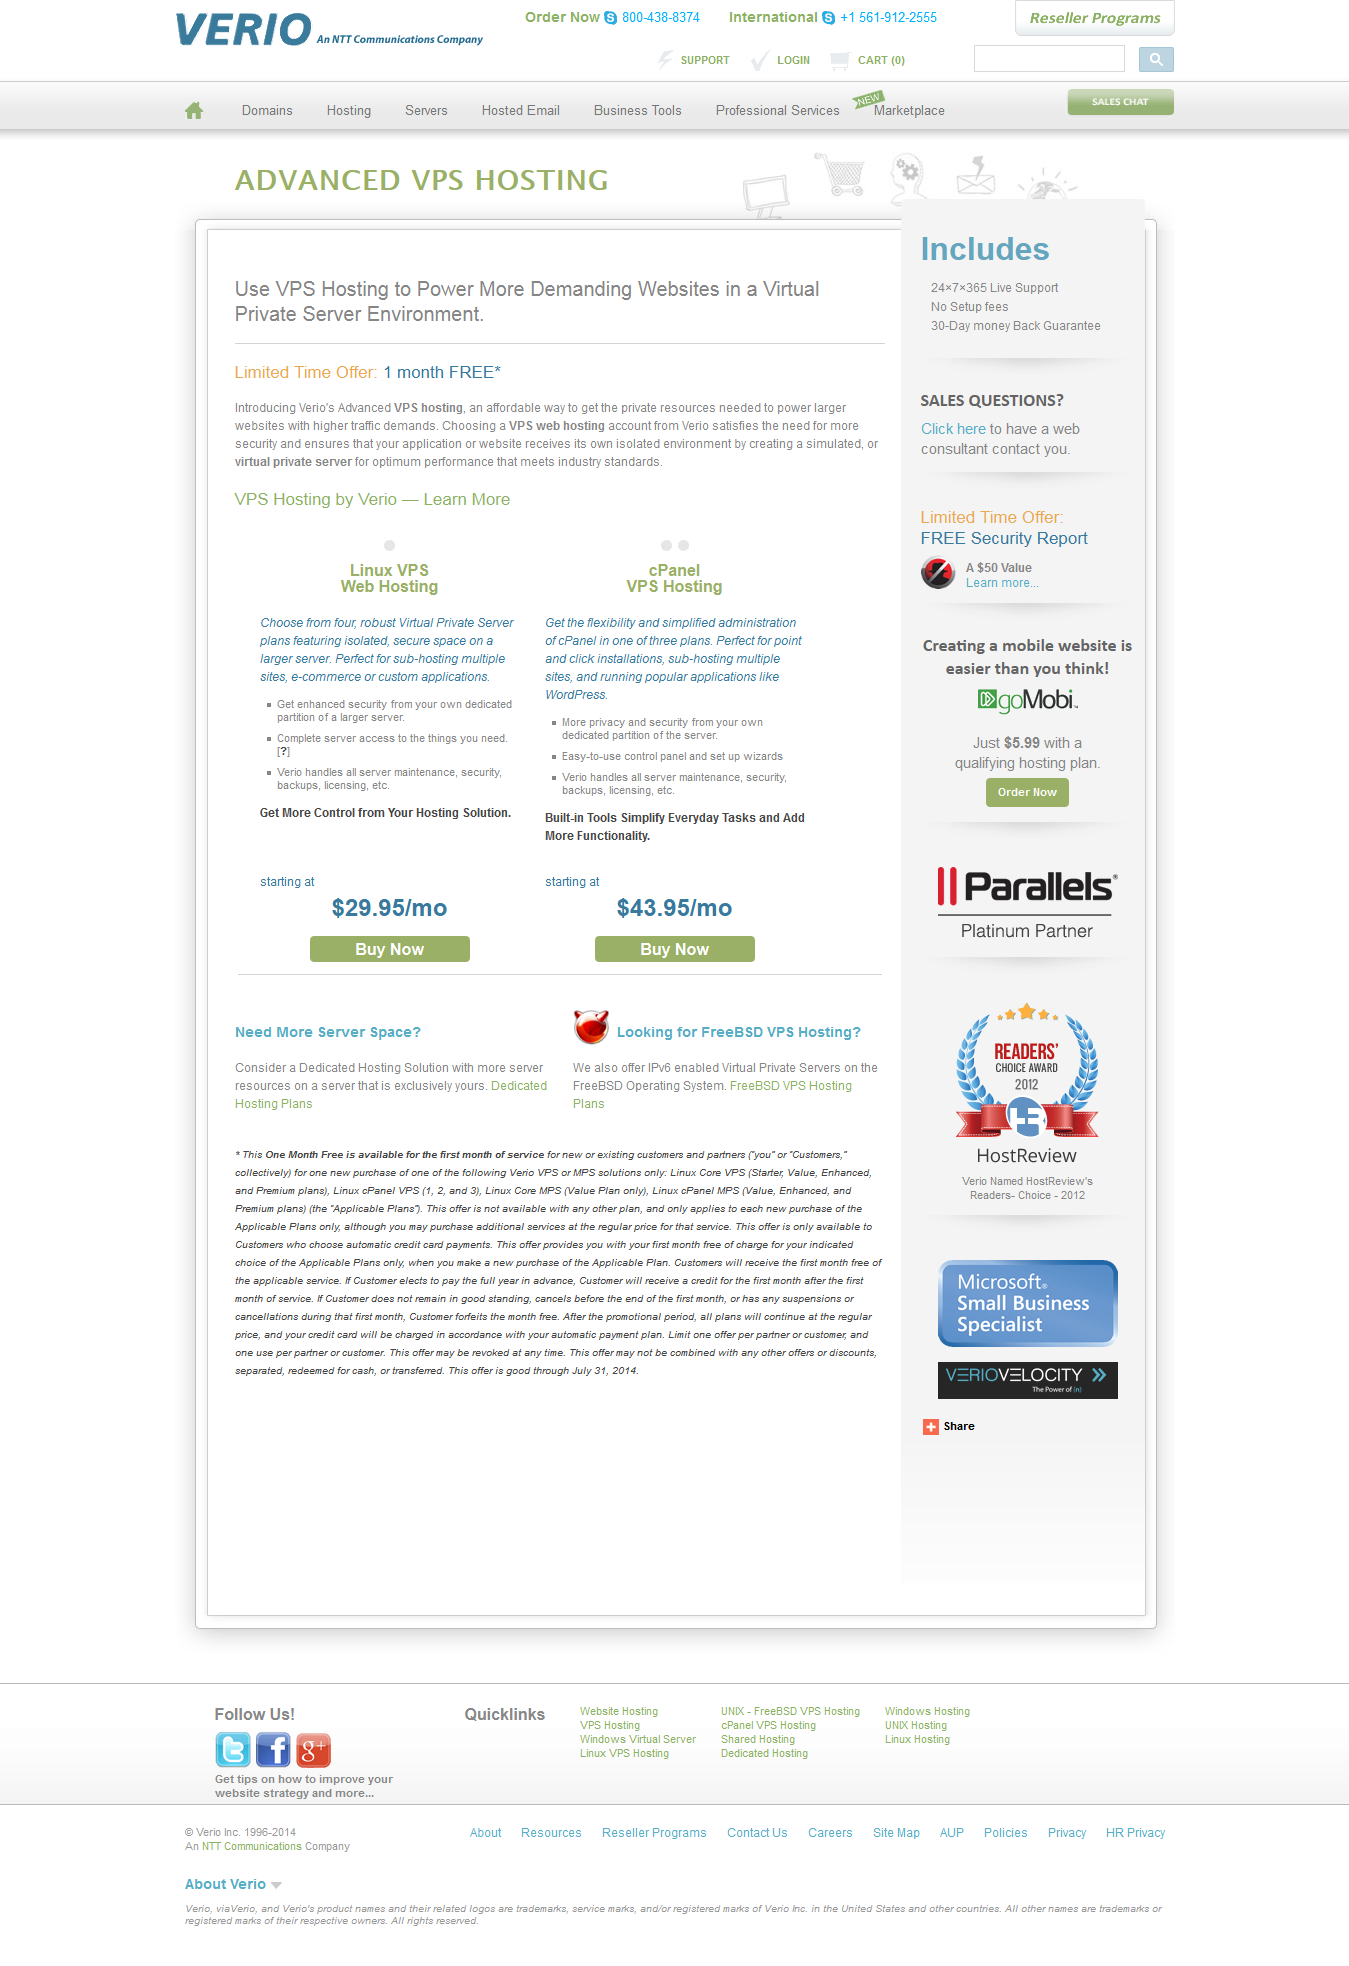 VERIO An NTT Communications Company
Order Now 800-438-8374 International +1 561-912-2555
Reseller Programs
SUPPORT LOGIN CART (0)
Domains Hosting Servers Hosted Email Business Tools Professional Services NEW Marketplace
SALES CHAT
ADVANCED VPS HOSTING
Use VPS Hosting to Power More Demanding Websites in a Virtual
Private Server Environment.
Limited Time Offer: 1 month FREE*
Introducing Verio's Advanced VPS hosting, an affordable way to get the private resources needed to power larger
websites with higher traffic demands. Choosing a VPS web hosting account from Verio satisfies the need for more
security and ensures that your application or website receives its own isolated environment by creating a simulated, or
virtual private server for optimum performance that meets industry standards.
VPS Hosting by Verio — Learn More
Linux VPS
Web Hosting
Choose from four, robust Virtual Private Server
plans featuring isolated, secure space on a
larger server. Perfect for sub-hosting multiple
sites, e-commerce or custom applications.
Get enhanced security from your own dedicated
partition of a larger server.
Complete server access to the things you need.
[?]
Verio handles all server maintenance, security,
backups, licensing, etc.
Get More Control from Your Hosting Solution.
starting at
$29.95/mo
Buy Now
cPanel
VPS Hosting
Get the flexibility and simplified administration
of cPanel in one of three plans. Perfect for point
and click installations, sub-hosting multiple
sites, and running popular applications like
WordPress.
More privacy and security from your own
dedicated partition of the server.
Easy-to-use control panel and set up wizards
Verio handles all server maintenance, security,
backups, licensing, etc.
Built-in Tools Simplify Everyday Tasks and Add
More Functionality.
starting at
$43.95/mo
Buy Now
Need More Server Space?
Consider a Dedicated Hosting Solution with more server
resources on a server that is exclusively yours. Dedicated
Hosting Plans
Looking for FreeBSD VPS Hosting?
We also offer IPv6 enabled Virtual Private Servers on the
FreeBSD Operating System. FreeBSD VPS Hosting
Plans
* This One Month Free is available for the first month of service for new or existing customers and partners ("you" or "Customers,"
collectively) for one new purchase of one of the following Verio VPS or MPS solutions only: Linux Core VPS (Starter, Value, Enhanced,
and Premium plans), Linux cPanel VPS (1, 2, and 3), Linux Core MPS (Value Plan only), Linux cPanel MPS (Value, Enhanced, and
Premium plans) (the "Applicable Plans"). This offer is not available with any other plan, and only applies to each new purchase of the
Applicable Plans only, although you may purchase additional services at the regular price for that service. This offer is only available to
Customers who choose automatic credit card payments. This offer provides you with your first month free of charge for your indicated
choice of the Applicable Plans only, when you make a new purchase of the Applicable Plan. Customers will receive the first month free of
the applicable service. If Customer elects to pay the full year in advance, Customer will receive a credit for the first month after the first
month of service. If Customer does not remain in good standing, cancels before the end of the first month, or has any suspensions or
cancellations during that first month, Customer forfeits the month free. After the promotional period, all plans will continue at the regular
price, and your credit card will be charged in accordance with your automatic payment plan. Limit one offer per partner or customer, and
one use per partner or customer. This offer may be revoked at any time. This offer may not be combined with any other offers or discounts,
separated, redeemed for cash, or transferred. This offer is good through July 31, 2014.
Includes
24×7×365 Live Support
No Setup fees
30-Day money Back Guarantee
SALES QUESTIONS?
Click here to have a web
consultant contact you.
Limited Time Offer:
FREE Security Report
A $50 Value
Learn more...
Creating a mobile website is
easier than you think!
goMobi™
Just $5.99 with a
qualifying hosting plan.
Order Now
Parallels®
Platinum Partner
READERS'
CHOICE AWARD
2012
HostReview
Verio Named HostReview's
Readers- Choice - 2012
Microsoft®
Small Business
Specialist
VERIOVELOCITY
The Power of (n)
Share
Follow Us!
Get tips on how to improve your
website strategy and more...
Quicklinks
Website Hosting
VPS Hosting
Windows Virtual Server
Linux VPS Hosting
UNIX - FreeBSD VPS Hosting
cPanel VPS Hosting
Shared Hosting
Dedicated Hosting
Windows Hosting
UNIX Hosting
Linux Hosting
© Verio Inc. 1996-2014
An NTT Communications Company
About Resources Reseller Programs Contact Us Careers Site Map AUP Policies Privacy HR Privacy
About Verio
Verio, viaVerio, and Verio's product names and their related logos are trademarks, service marks, and/or registered marks of Verio Inc. in the United States and other countries. All other names are trademarks or
registered marks of their respective owners. All rights reserved.